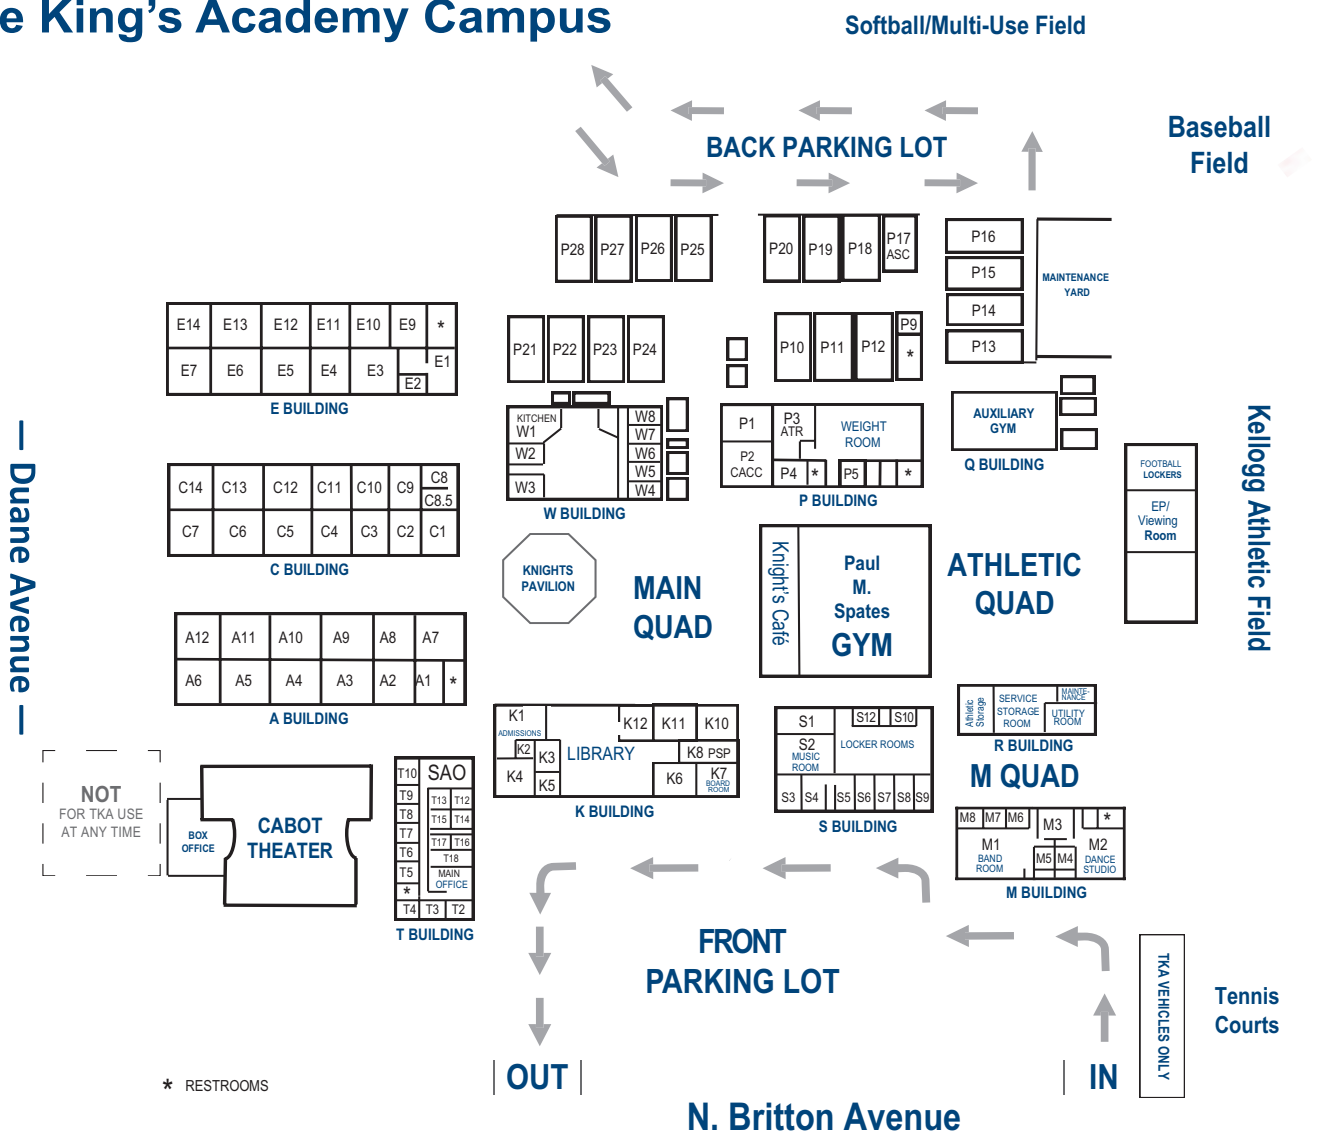 e King's Academy Campus
Softball/Multi-Use Field
BACK PARKING LOT
Baseball
Field
P28 P27 P26 P25
P20 P19 P18 P17
ASC
P16
P15
P14
P13
MAINTENANCE
YARD
E14 E13 E12 E11 E10 E9 *
E7 E6 E5 E4 E3 E2 E1
E BUILDING
P21 P22 P23 P24
P10 P11 P12 P9
*
KITCHEN
W1
W2
W3
W8
W7
W6
W5
W4
W BUILDING
P1
P2
CACC
P3
ATR
WEIGHT
ROOM
P4 * P5 *
P BUILDING
AUXILIARY
GYM
Q BUILDING
FOOTBALL
LOCKERS
EP/
Viewing
Room
Kellogg Athletic Field
— Duane Avenue —
C14 C13 C12 C11 C10 C9 C8
C8.5
C7 C6 C5 C4 C3 C2 C1
C BUILDING
KNIGHTS
PAVILION
MAIN
QUAD
Knight's Café
Paul
M.
Spates
GYM
ATHLETIC
QUAD
A12 A11 A10 A9 A8 A7
A6 A5 A4 A3 A2 A1 *
A BUILDING
K1
ADMISSIONS
K2
K3
K4
K5
LIBRARY
K12 K11 K10
K8 PSP
K6
K7
BOARD
ROOM
K BUILDING
S1
S2
MUSIC
ROOM
S12 S10
LOCKER ROOMS
S3 S4 S5 S6 S7 S8 S9
S BUILDING
Athletic
Storage
SERVICE
STORAGE
ROOM
MAINTE-
NANCE
UTILITY
ROOM
R BUILDING
M QUAD
M8 M7 M6 M3 *
M1
BAND
ROOM
M5 M4
M2
DANCE
STUDIO
M BUILDING
NOT
FOR TKA USE
AT ANY TIME
BOX
OFFICE
CABOT
THEATER
T10 SAO
T9
T8
T7
T6
T5
*
T13 T12
T15 T14
T17 T16
T18
MAIN
OFFICE
T4 T3 T2
T BUILDING
FRONT
PARKING LOT
TKA VEHICLES ONLY
Tennis
Courts
OUT
IN
* RESTROOMS
N. Britton Avenue